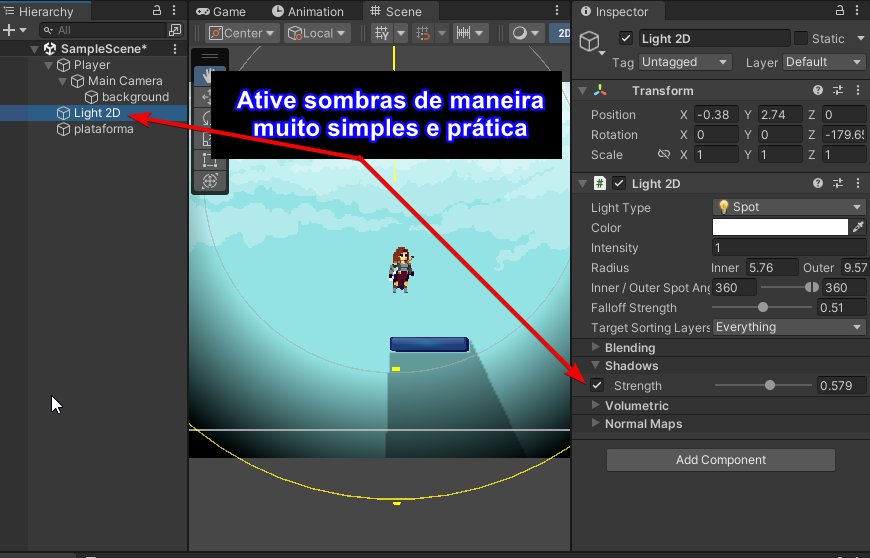 Hierarchy
Game
Animation
Scene
Inspector
All
Center
Local
2D
Light 2D
Static
SampleScene*
Tag Untagged
Layer Default
Player
Main Camera
background
Light 2D
plataforma
Transform
Position X -0.38 Y 2.74 Z 0
Rotation X 0 Y 0 Z -179.65
Scale X 1 Y 1 Z 1
Ative sombras de maneira
muito simples e prática
Light 2D
Light Type Spot
Color
Intensity 1
Radius Inner 5.76 Outer 9.57
Inner / Outer Spot Ang 360 360
Falloff Strength 0.51
Target Sorting Layers Everything
Blending
Shadows
Strength 0.579
Volumetric
Normal Maps
Add Component